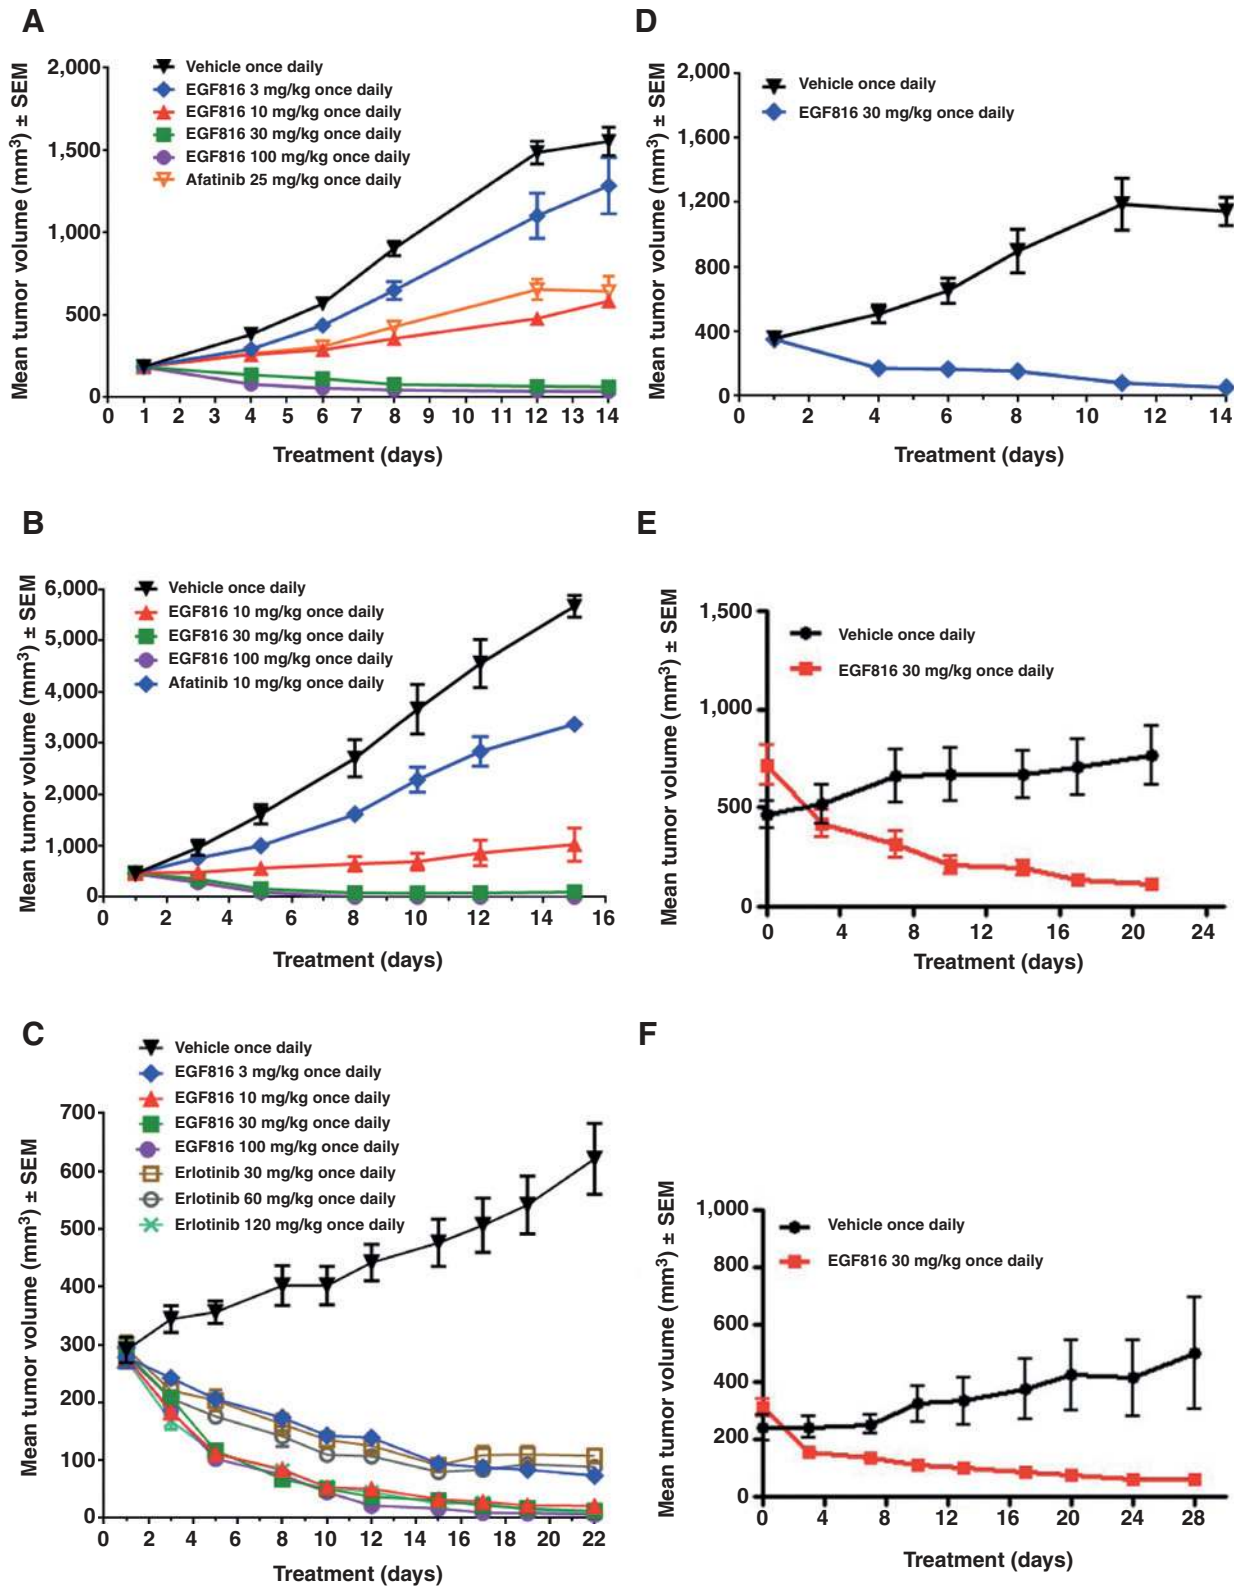 A
Mean tumor volume (mm³) ± SEM
2,000
1,500
1,000
500
0
Vehicle once daily
EGF816 3 mg/kg once daily
EGF816 10 mg/kg once daily
EGF816 30 mg/kg once daily
EGF816 100 mg/kg once daily
Afatinib 25 mg/kg once daily
0 1 2 3 4 5 6 7 8 9 10 11 12 13 14
Treatment (days)
D
Mean tumor volume (mm³) ± SEM
2,000
1,600
1,200
800
400
0
Vehicle once daily
EGF816 30 mg/kg once daily
0 2 4 6 8 10 12 14
Treatment (days)
B
Mean tumor volume (mm³) ± SEM
6,000
5,000
4,000
3,000
2,000
1,000
0
Vehicle once daily
EGF816 10 mg/kg once daily
EGF816 30 mg/kg once daily
EGF816 100 mg/kg once daily
Afatinib 10 mg/kg once daily
0 2 4 6 8 10 12 14 16
Treatment (days)
E
Mean tumor volume (mm³) ± SEM
1,500
1,000
500
0
Vehicle once daily
EGF816 30 mg/kg once daily
0 4 8 12 16 20 24
Treatment (days)
C
Mean tumor volume (mm³) ± SEM
Vehicle once daily
EGF816 3 mg/kg once daily
EGF816 10 mg/kg once daily
EGF816 30 mg/kg once daily
EGF816 100 mg/kg once daily
Erlotinib 30 mg/kg once daily
Erlotinib 60 mg/kg once daily
Erlotinib 120 mg/kg once daily
700
600
500
400
300
200
100
0
0 2 4 6 8 10 12 14 16 18 20 22
Treatment (days)
F
Mean tumor volume (mm³) ± SEM
1,000
800
600
400
200
0
Vehicle once daily
EGF816 30 mg/kg once daily
0 4 8 12 16 20 24 28
Treatment (days)